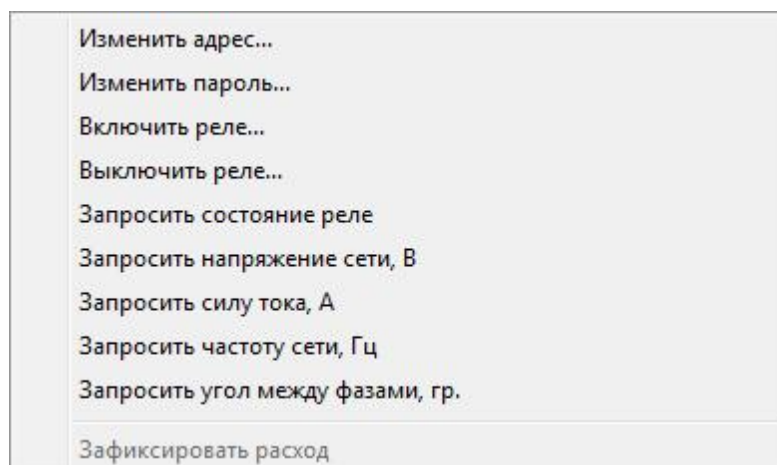 Изменить адрес...
Изменить пароль...
Включить реле...
Выключить реле...
Запросить состояние реле
Запросить напряжение сети, В
Запросить силу тока, А
Запросить частоту сети, Гц
Запросить угол между фазами, гр.
Зафиксировать расход